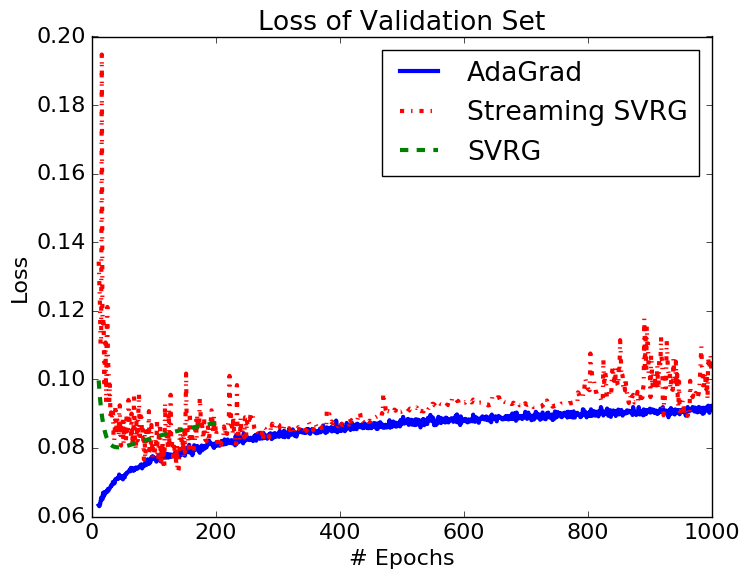 Loss of Validation Set
AdaGrad
Streaming SVRG
SVRG
Loss
0.20
0.18
0.16
0.14
0.12
0.10
0.08
0.06
0 200 400 600 800 1000
# Epochs